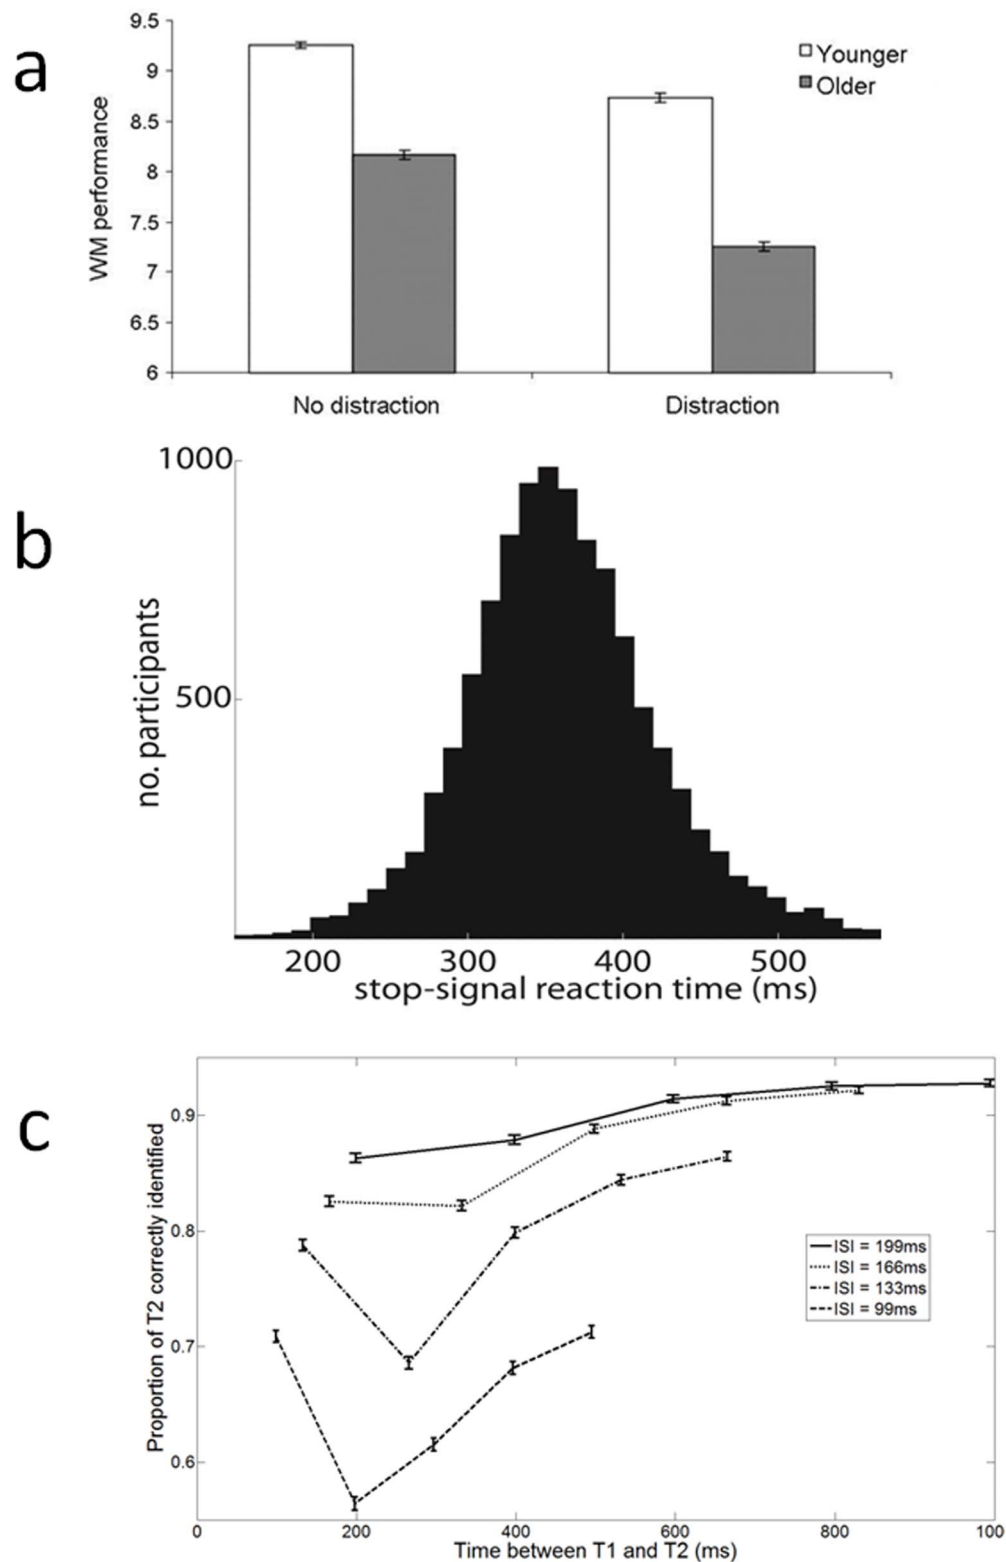 a
9.5
9
8.5
8
7.5
7
6.5
6
WM performance
Younger
Older
No distraction
Distraction
b
1000
500
no. participants
200 300 400 500
stop-signal reaction time (ms)
c
0.9
0.8
0.7
0.6
Proportion of T2 correctly identified
ISI = 199ms
ISI = 166ms
ISI = 133ms
ISI = 99ms
0 200 400 600 800 100
Time between T1 and T2 (ms)